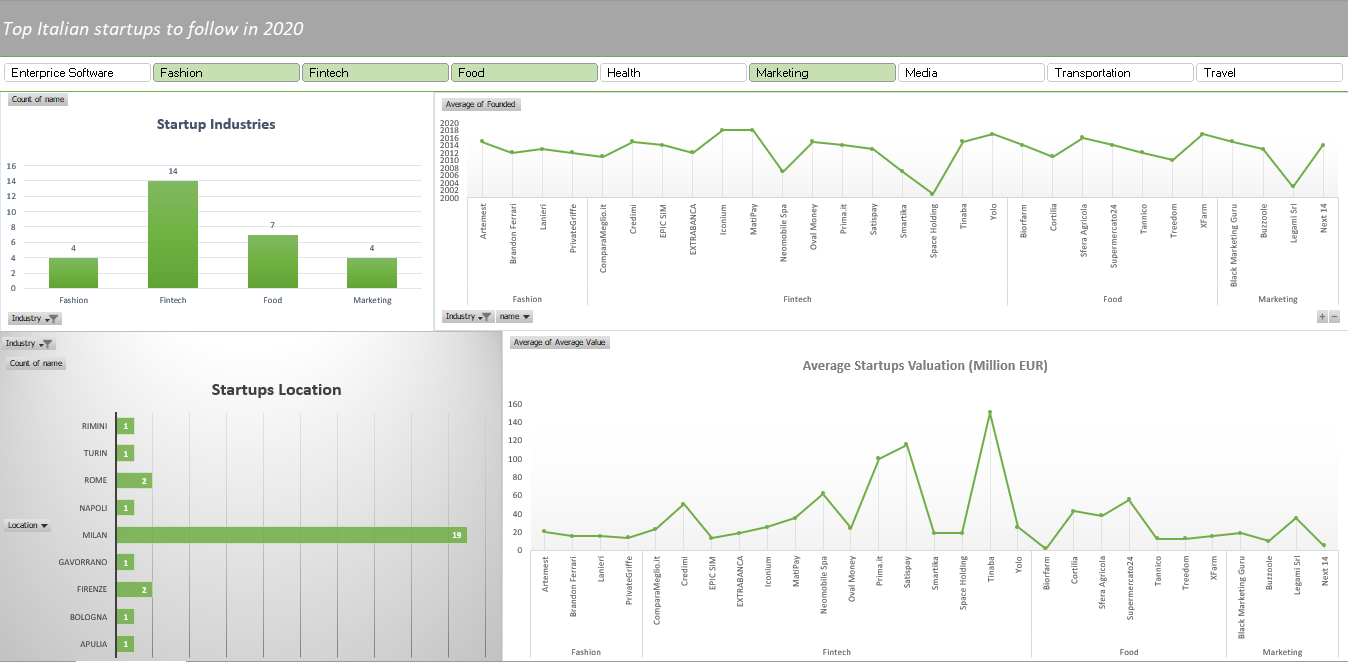 Top Italian startups to follow in 2020
Enterprice Software Fashion Fintech Food Health Marketing Media Transportation Travel
Count of name
Startup Industries
16
14
12
10
8
6
4
2
0
4
14
7
4
Fashion Fintech Food Marketing
Industry
Average of Founded
2020
2018
2016
2014
2012
2010
2008
2006
2004
2002
2000
Artemest
Brandon Ferrari
Lanieri
PrivateGriffe
ComparaMeglio.it
Credimi
EPIC SIM
EXTRABANCA
Iconium
MatiPay
Neomobile Spa
Oval Money
Prima.it
Satispay
Smartika
Space Holding
Tinaba
Yolo
Biorfarm
Cortilia
Sfera Agricola
Supermercato24
Tannico
Treedom
XFarm
Black Marketing Guru
Buzzoole
Legami Srl
Next 14
Fashion Fintech Food Marketing
Industry name
+ −
Industry
Count of name
Startups Location
RIMINI 1
TURIN 1
ROME 2
NAPOLI 1
Location
MILAN 19
GAVORRANO 1
FIRENZE 2
BOLOGNA 1
APULIA 1
Average of Average Value
Average Startups Valuation (Million EUR)
160
140
120
100
80
60
40
20
0
Artemest
Brandon Ferrari
Lanieri
PrivateGriffe
ComparaMeglio.it
Credimi
EPIC SIM
EXTRABANCA
Iconium
MatiPay
Neomobile Spa
Oval Money
Prima.it
Satispay
Smartika
Space Holding
Tinaba
Yolo
Biorfarm
Cortilia
Sfera Agricola
Supermercato24
Tannico
Treedom
XFarm
Black Marketing Guru
Buzzoole
Legami Srl
Next 14
Fashion Fintech Food Marketing